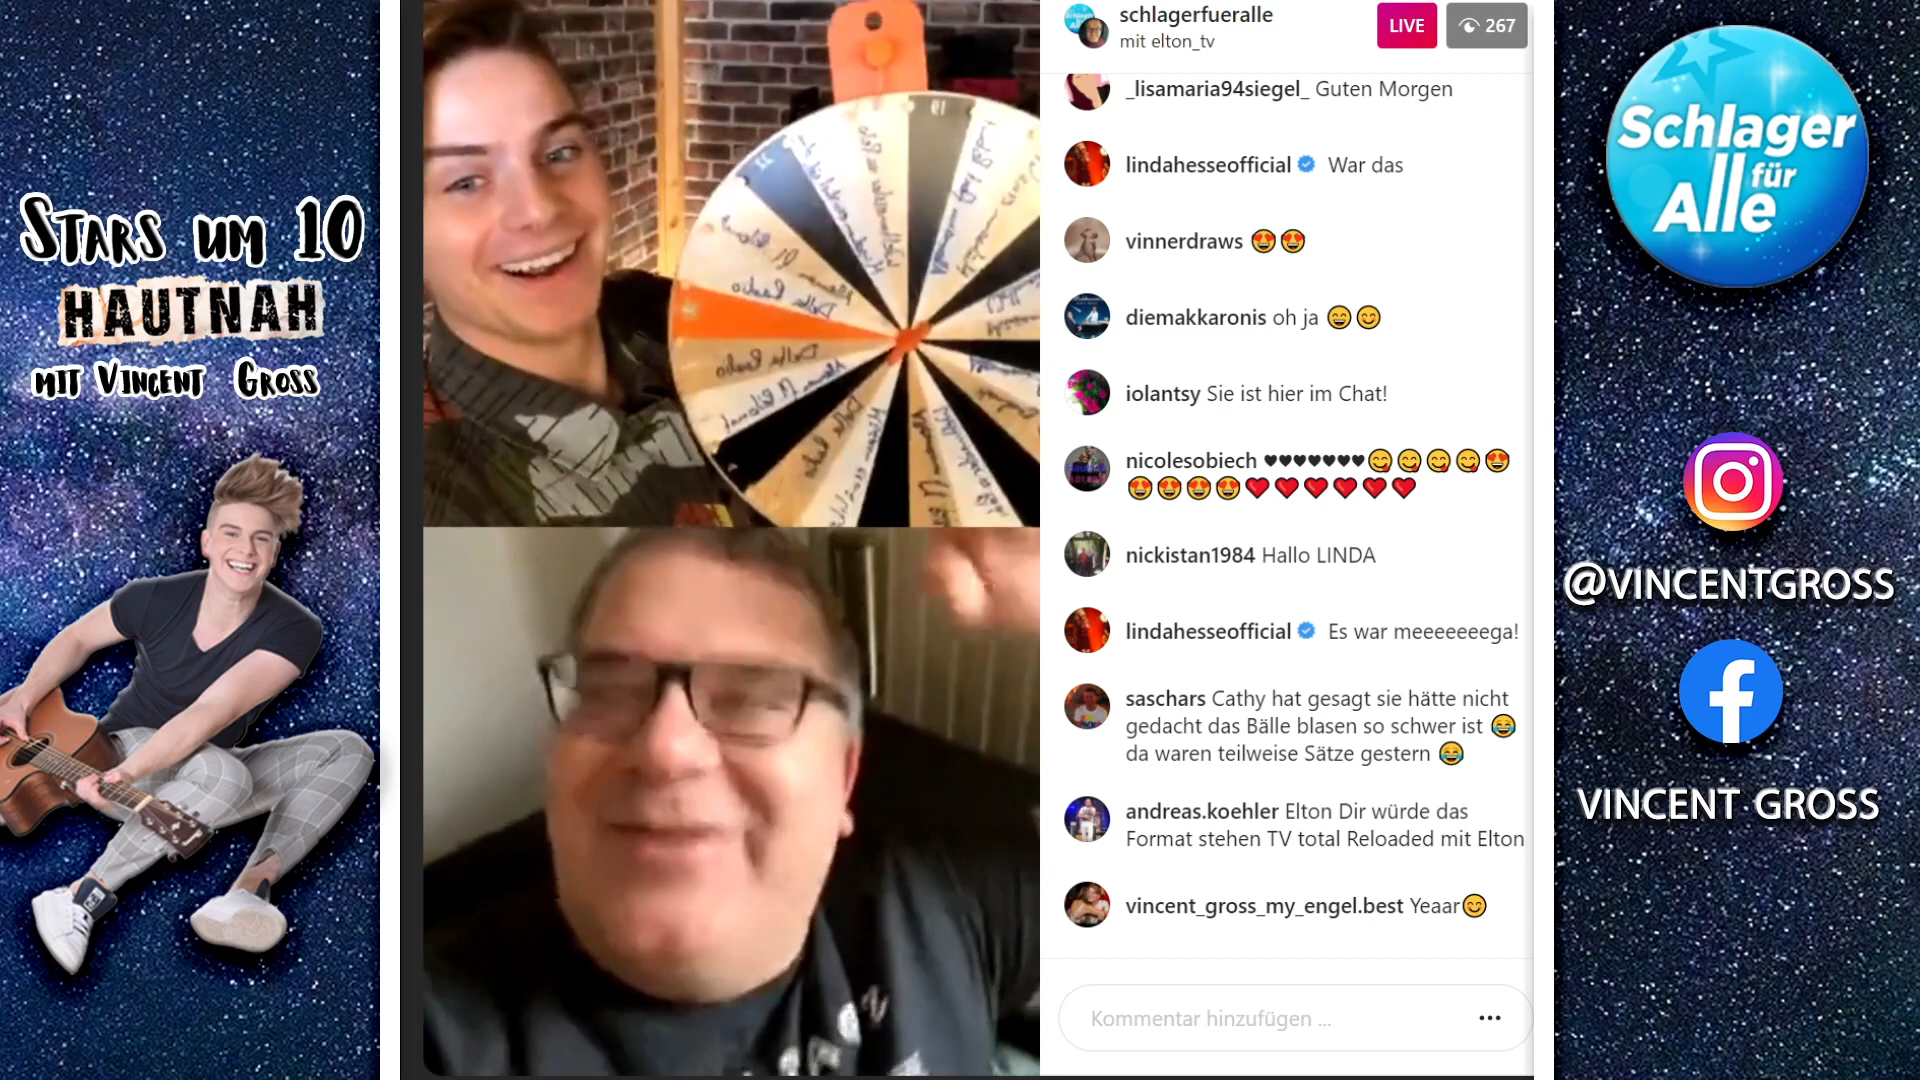 STARS UM 10
HAUTNAH
MIT VINCENT GROSS
schlagerfueralle
mit elton_tv
LIVE
267
_lisamaria94siegel_ Guten Morgen
lindahesseofficial War das
vinnerdraws 😍😍
diemakkaronis oh ja 😄😊
iolantsy Sie ist hier im Chat!
nicolesobiech ♥♥♥♥♥♥♥😋😋😋😋😍
😍😍😍😍❤❤❤❤❤❤
nickistan1984 Hallo LINDA
lindahesseofficial Es war meeeeeeega!
saschars Cathy hat gesagt sie hätte nicht
gedacht das Bälle blasen so schwer ist 😂
da waren teilweise Sätze gestern 😂
andreas.koehler Elton Dir würde das
Format stehen TV total Reloaded mit Elton
vincent_gross_my_engel.best Yeaar😊
Kommentar hinzufügen ...
Schlager
für
Alle
@VINCENTGROSS
VINCENT GROSS